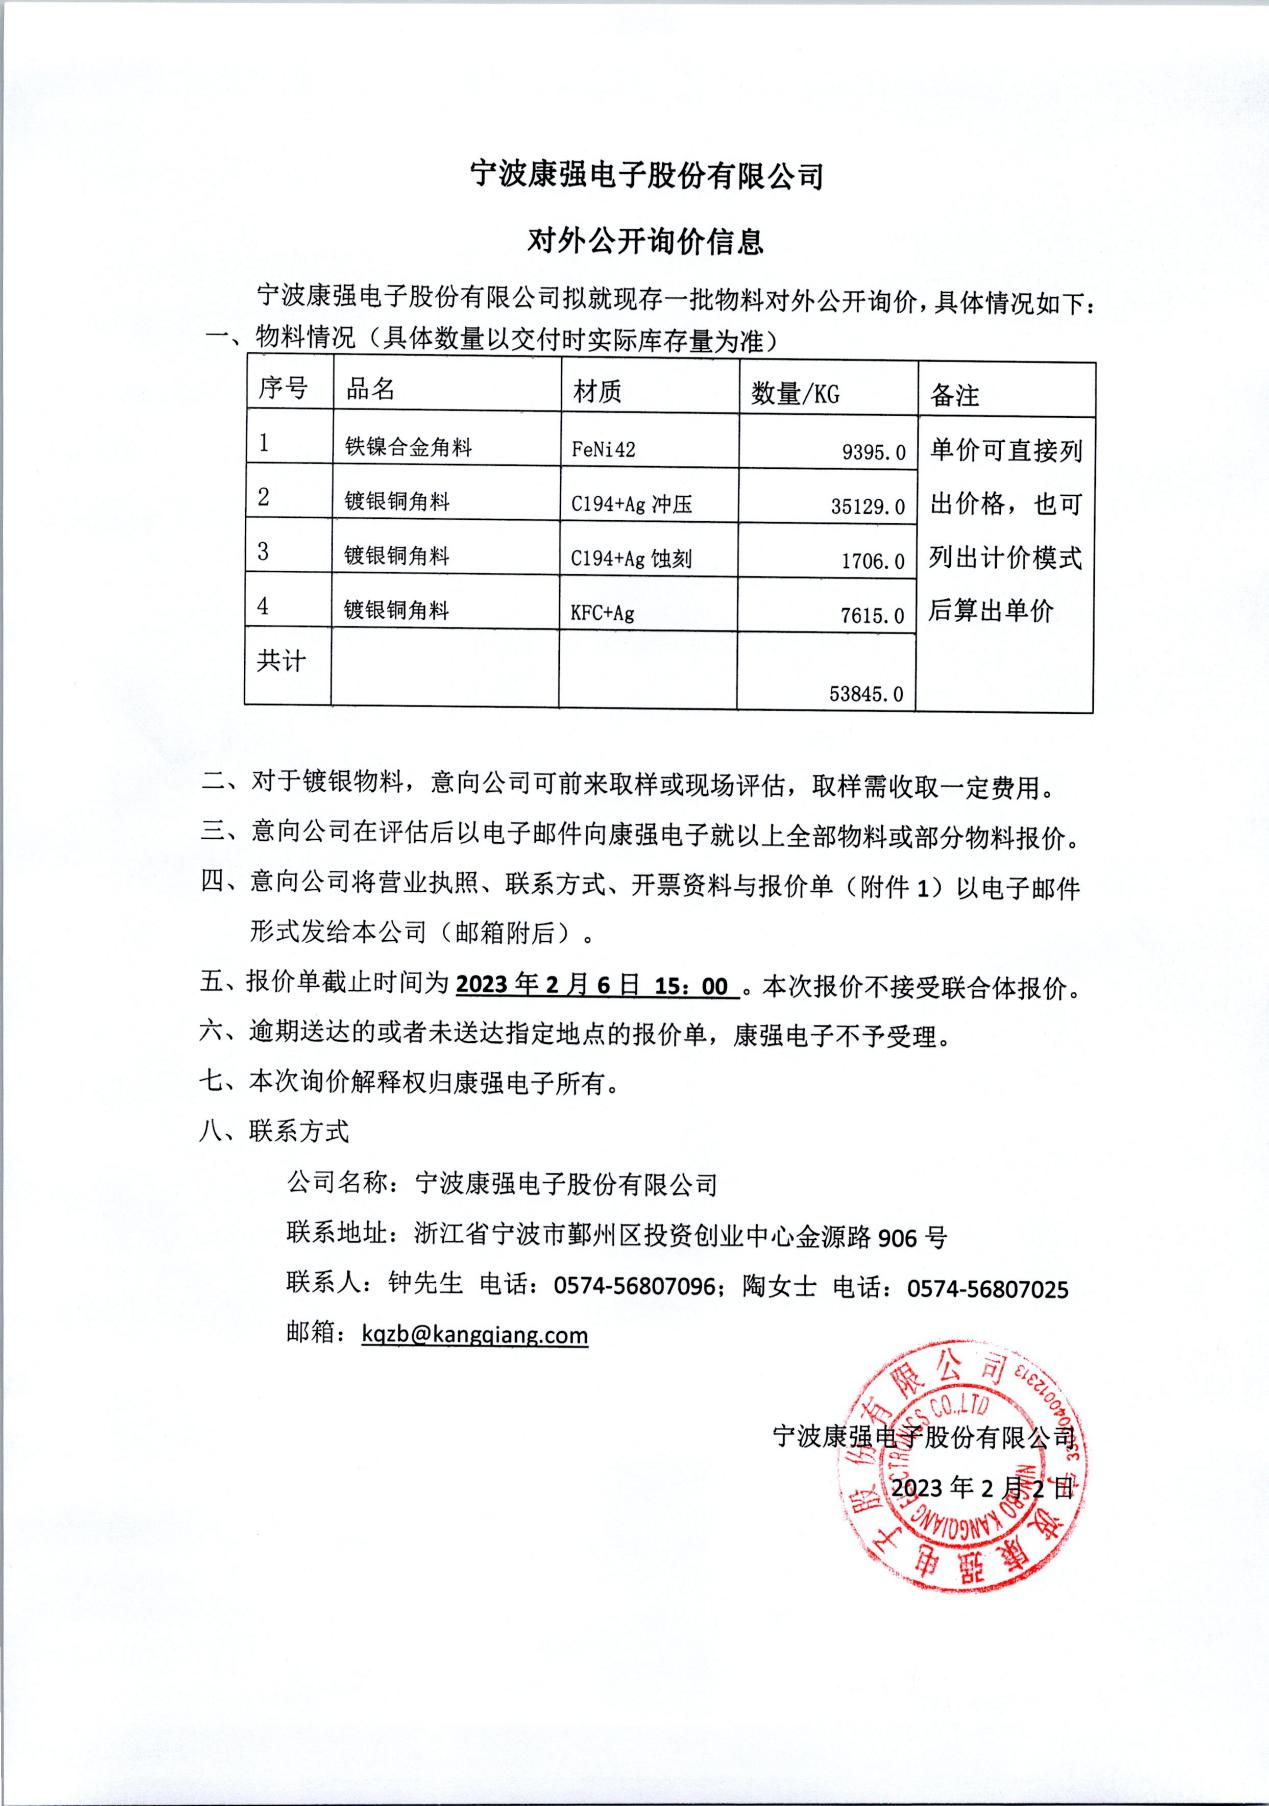 宁波康强电子股份有限公司
对外公开询价信息
宁波康强电子股份有限公司拟就现存一批物料对外公开询价，具体情况如下：
一、物料情况（具体数量以交付时实际库存量为准）
序号 品名 材质 数量/KG 备注
1 铁镍合金角料 FeNi42 9395.0 单价可直接列
2 镀银铜角料 C194+Ag 冲压 35129.0 出价格，也可
3 镀银铜角料 C194+Ag 蚀刻 1706.0 列出计价模式
4 镀银铜角料 KFC+Ag 7615.0 后算出单价
共计 53845.0
二、对于镀银物料，意向公司可前来取样或现场评估，取样需收取一定费用。
三、意向公司在评估后以电子邮件向康强电子就以上全部物料或部分物料报价。
四、意向公司将营业执照、联系方式、开票资料与报价单（附件 1）以电子邮件
形式发给本公司（邮箱附后）。
五、报价单截止时间为 2023 年 2 月 6 日 15：00 。本次报价不接受联合体报价。
六、逾期送达的或者未送达指定地点的报价单，康强电子不予受理。
七、本次询价解释权归康强电子所有。
八、联系方式
公司名称：宁波康强电子股份有限公司
联系地址：浙江省宁波市鄞州区投资创业中心金源路 906 号
联系人：钟先生 电话：0574-56807096；陶女士 电话：0574-56807025
邮箱：kqzb@kangqiang.com
宁波康强电子股份有限公司
2023 年 2 月 2 日
宁波康强电子股份有限公司
NINGBO KANGQIANG ELECTRONICS CO.,LTD